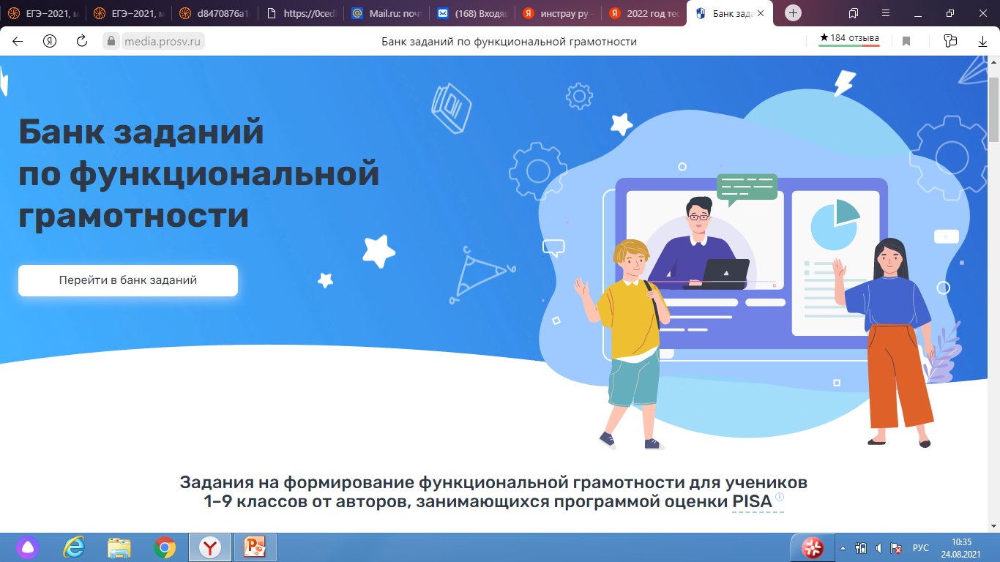 ЕГЭ–2021, м
ЕГЭ–2021, м
d8470876a1
https://0ced
Mail.ru: поч
(168) Входящ
инстрау ру –
2022 год тес
Банк зада
media.prosv.ru
Банк заданий по функциональной грамотности
★ 184 отзыва
Банк заданий
по функциональной
грамотности
Перейти в банк заданий
a
b
c
Задания на формирование функциональной грамотности для учеников
1–9 классов от авторов, занимающихся программой оценки PISA
РУС
10:35
24.08.2021